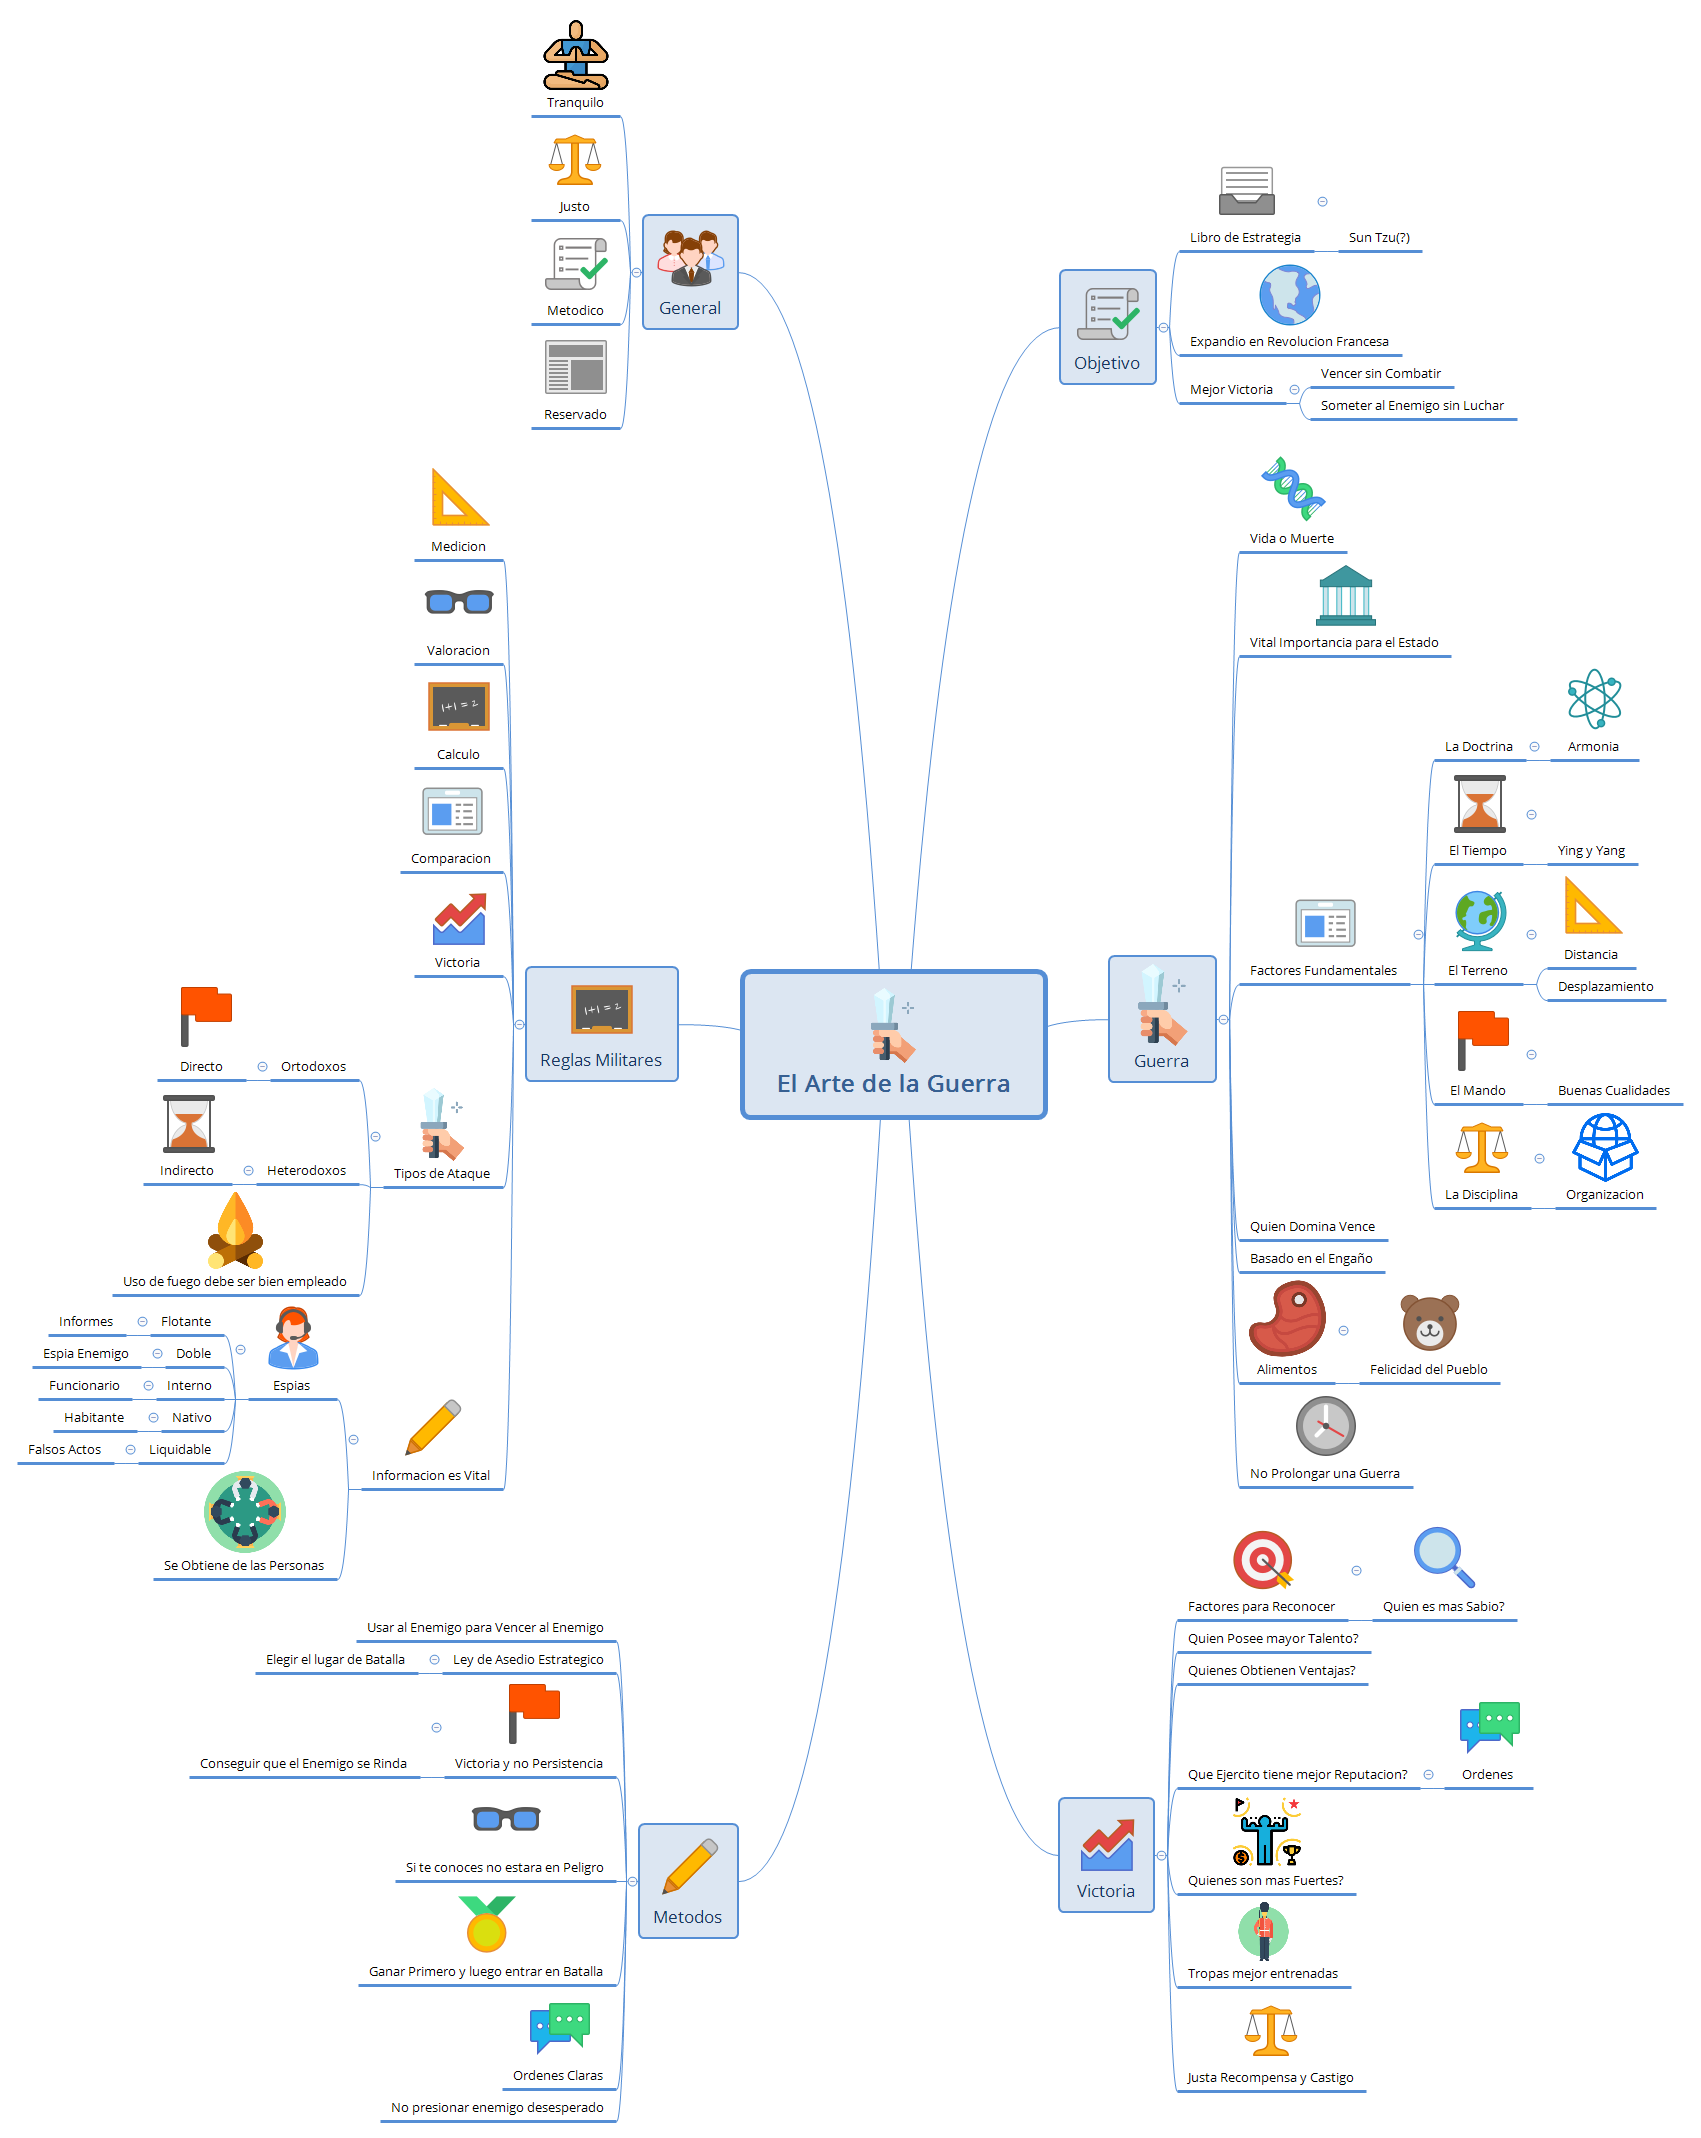 El Arte de la Guerra
Objetivo
Libro de Estrategia
Sun Tzu(?)
Expandio en Revolucion Francesa
Mejor Victoria
Vencer sin Combatir
Someter al Enemigo sin Luchar
Guerra
Vida o Muerte
Vital Importancia para el Estado
Factores Fundamentales
La Doctrina
Armonia
El Tiempo
Ying y Yang
El Terreno
Distancia
Desplazamiento
El Mando
Buenas Cualidades
La Disciplina
Organizacion
Quien Domina Vence
Basado en el Engaño
Alimentos
Felicidad del Pueblo
No Prolongar una Guerra
Victoria
Factores para Reconocer
Quien es mas Sabio?
Quien Posee mayor Talento?
Quienes Obtienen Ventajas?
Que Ejercito tiene mejor Reputacion?
Ordenes
Quienes son mas Fuertes?
Tropas mejor entrenadas
Justa Recompensa y Castigo
General
Tranquilo
Justo
Metodico
Reservado
Reglas Militares
1+1=2
Medicion
Valoracion
Calculo
1+1=2
Comparacion
Victoria
Tipos de Ataque
Ortodoxos
Directo
Heterodoxos
Indirecto
Uso de fuego debe ser bien empleado
Informacion es Vital
Espias
Flotante
Informes
Doble
Espia Enemigo
Interno
Funcionario
Nativo
Habitante
Liquidable
Falsos Actos
Se Obtiene de las Personas
Metodos
Usar al Enemigo para Vencer al Enemigo
Ley de Asedio Estrategico
Elegir el lugar de Batalla
Victoria y no Persistencia
Conseguir que el Enemigo se Rinda
Si te conoces no estara en Peligro
Ganar Primero y luego entrar en Batalla
Ordenes Claras
No presionar enemigo desesperado